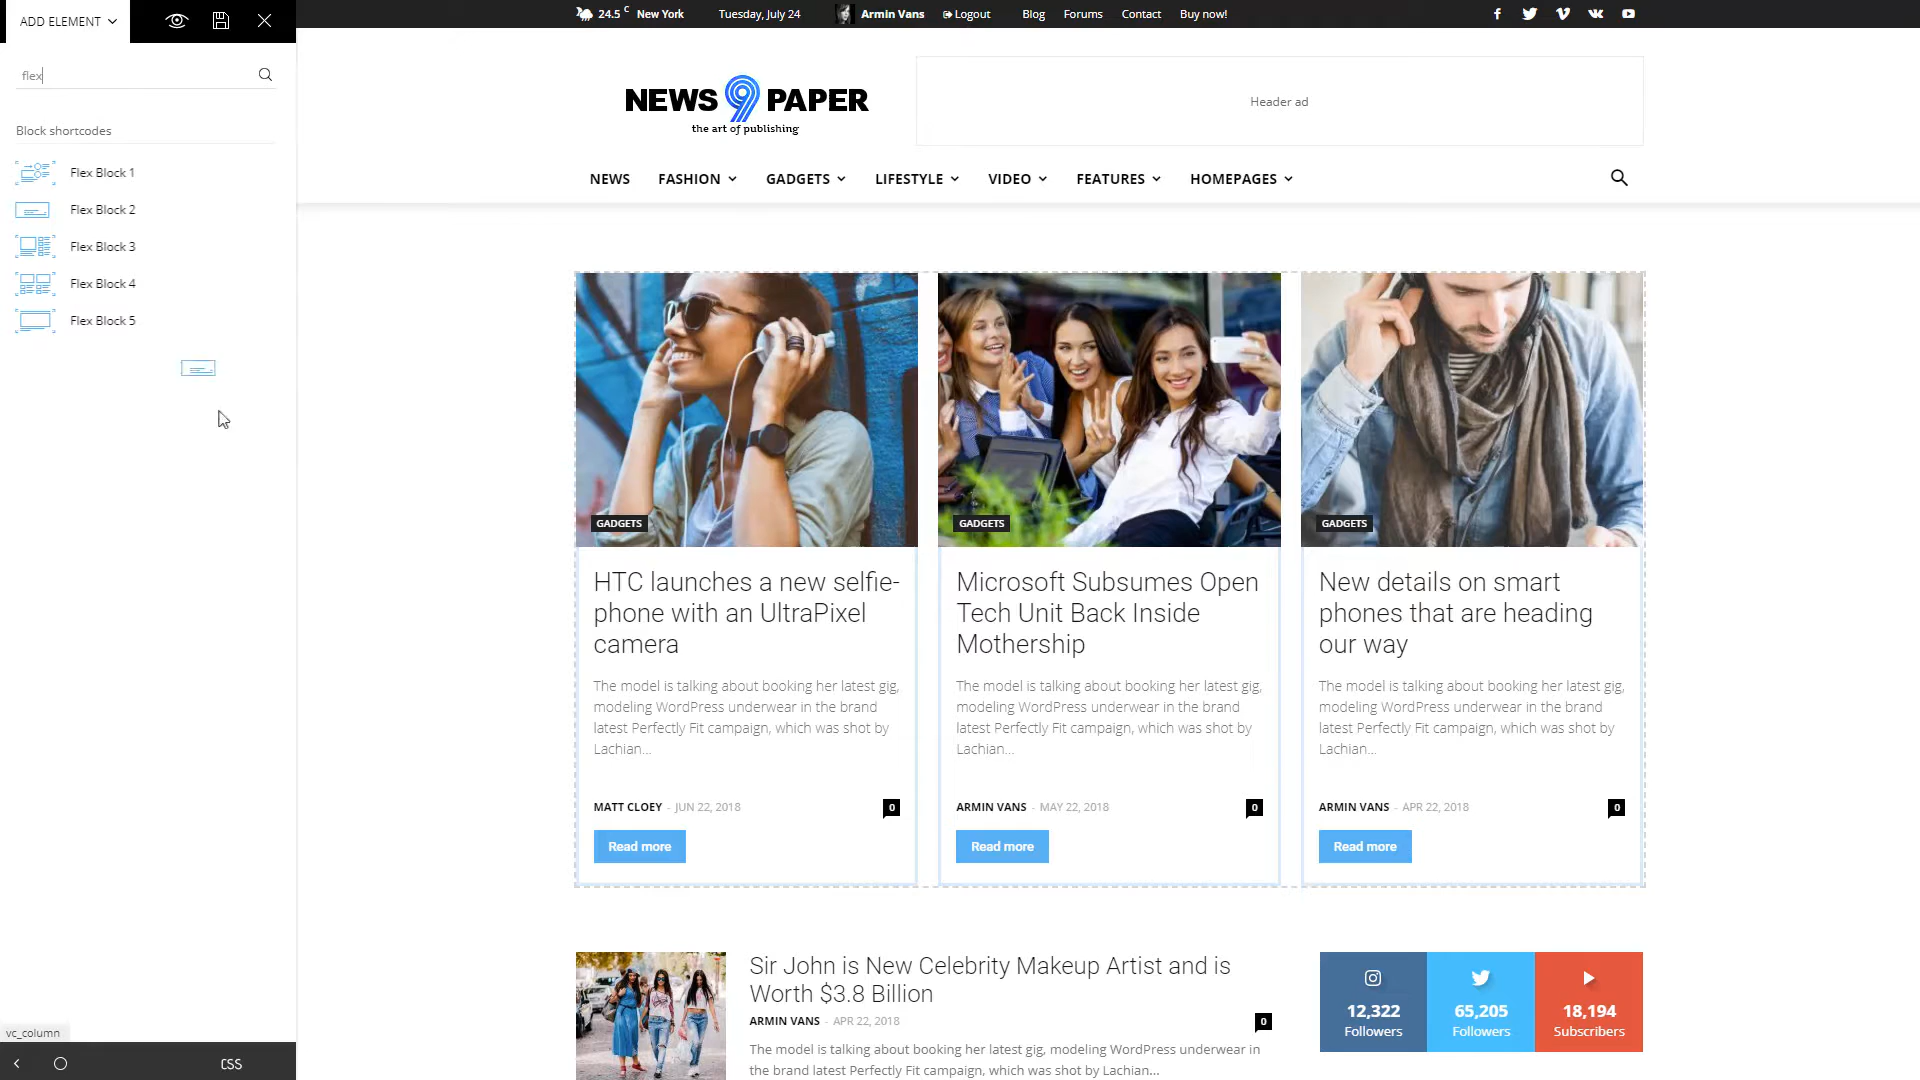 ADD ELEMENT
flex
Block shortcodes
Flex Block 1
Flex Block 2
Flex Block 3
Flex Block 4
Flex Block 5
vc_column
CSS
24.5 C New York
Tuesday, July 24
Armin Vans
Logout
Blog
Forums
Contact
Buy now!
NEWS 9 PAPER
the art of publishing
Header ad
NEWS
FASHION
GADGETS
LIFESTYLE
VIDEO
FEATURES
HOMEPAGES
GADGETS
HTC launches a new selfie-
phone with an UltraPixel
camera
The model is talking about booking her latest gig,
modeling WordPress underwear in the brand
latest Perfectly Fit campaign, which was shot by
Lachian...
MATT CLOEY - JUN 22, 2018
0
Read more
GADGETS
Microsoft Subsumes Open
Tech Unit Back Inside
Mothership
The model is talking about booking her latest gig,
modeling WordPress underwear in the brand
latest Perfectly Fit campaign, which was shot by
Lachian...
ARMIN VANS - MAY 22, 2018
0
Read more
GADGETS
New details on smart
phones that are heading
our way
The model is talking about booking her latest gig,
modeling WordPress underwear in the brand
latest Perfectly Fit campaign, which was shot by
Lachian...
ARMIN VANS - APR 22, 2018
0
Read more
Sir John is New Celebrity Makeup Artist and is
Worth $3.8 Billion
ARMIN VANS - APR 22, 2018
0
The model is talking about booking her latest gig, modeling WordPress underwear in
the brand latest Perfectly Fit campaign, which was shot by Lachian...
12,322
Followers
65,205
Followers
18,194
Subscribers